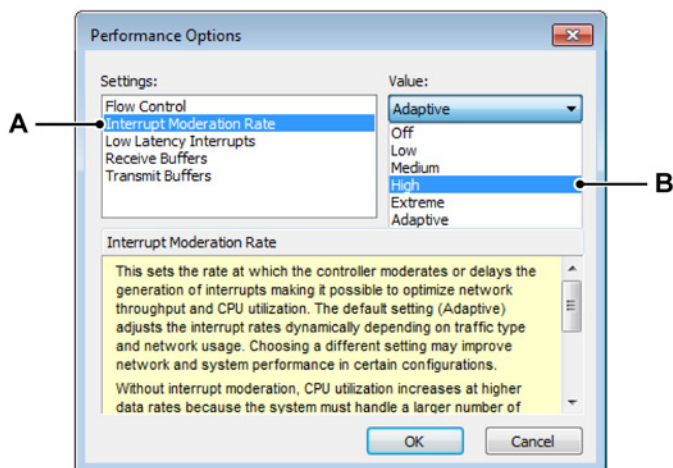 Performance Options
Settings:
Value:
Flow Control
Interrupt Moderation Rate
Low Latency Interrupts
Receive Buffers
Transmit Buffers
Adaptive
Off
Low
Medium
High
Extreme
Adaptive
A
B
Interrupt Moderation Rate
This sets the rate at which the controller moderates or delays the
generation of interrupts making it possible to optimize network
throughput and CPU utilization. The default setting (Adaptive)
adjusts the interrupt rates dynamically depending on traffic type
and network usage. Choosing a different setting may improve
network and system performance in certain configurations.
Without interrupt moderation, CPU utilization increases at higher
data rates because the system must handle a larger number of
OK
Cancel